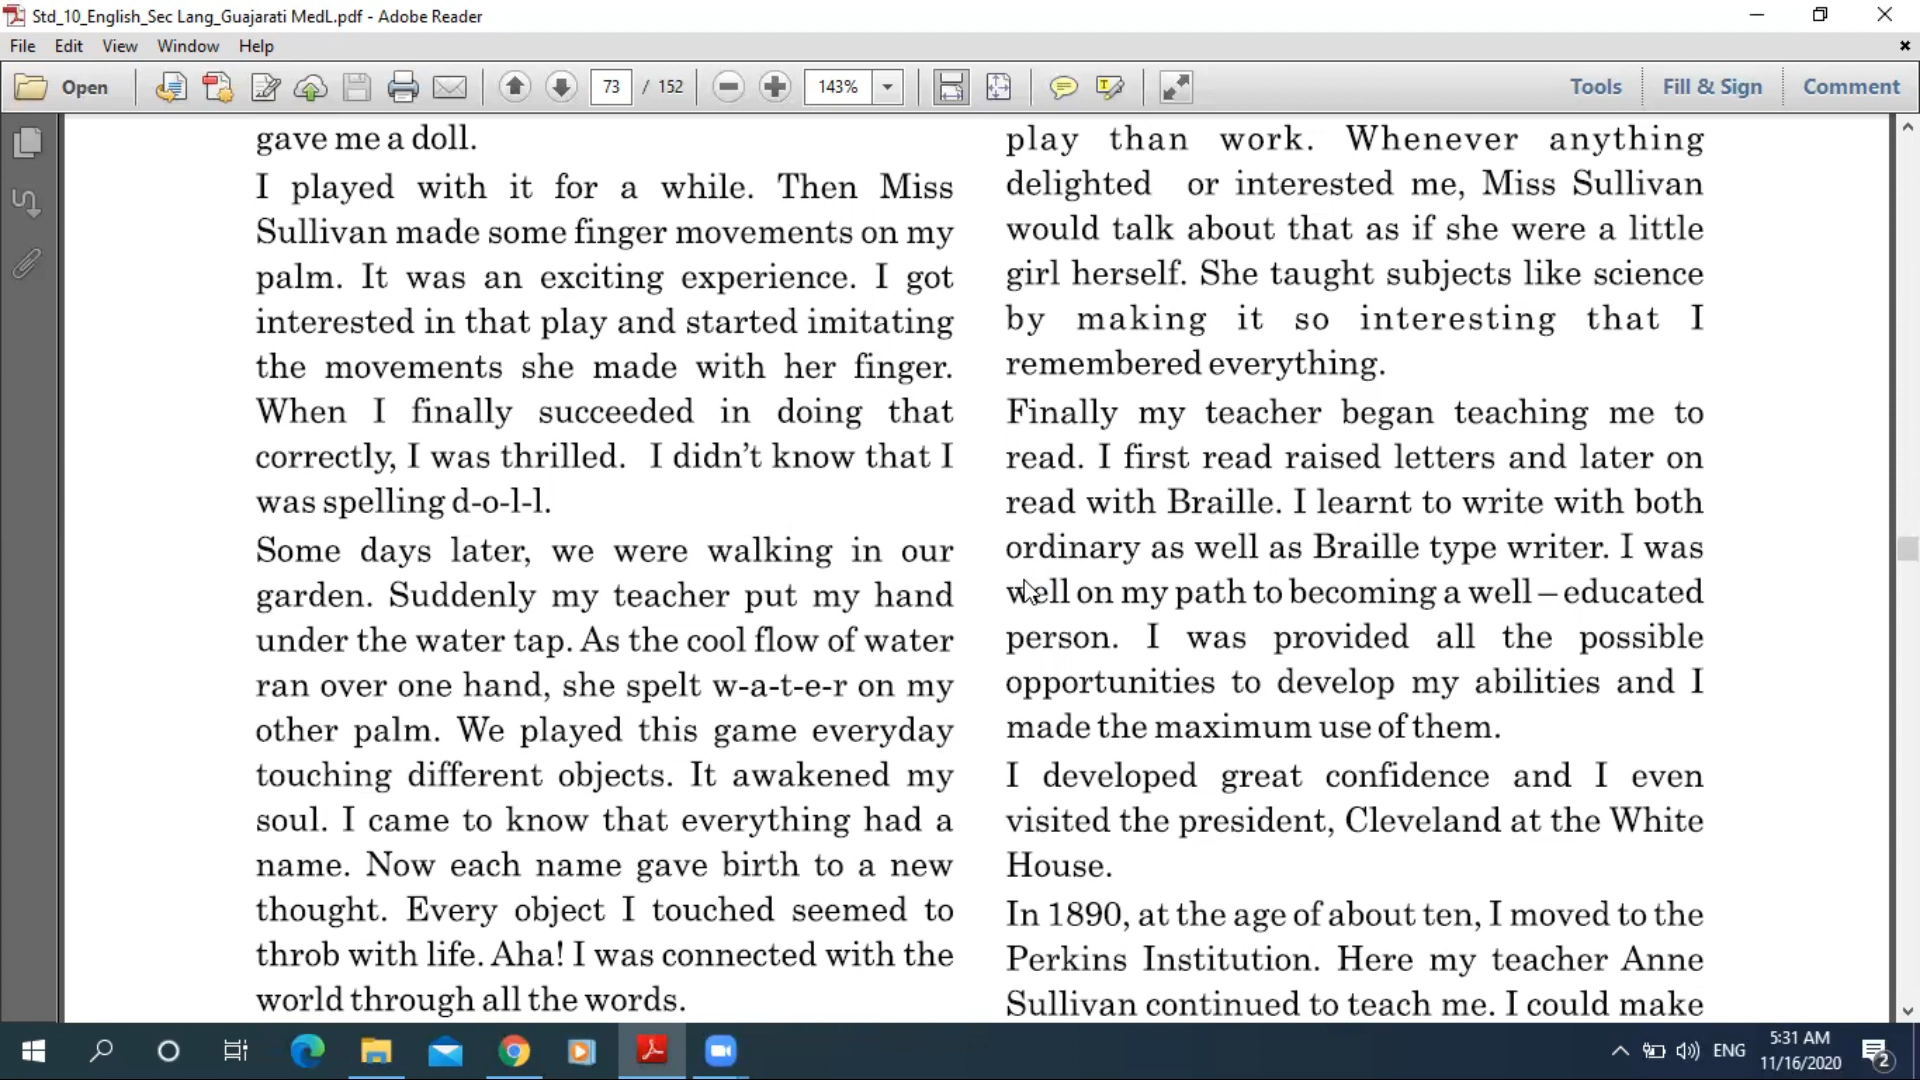 Std_10_English_Sec Lang_Guajarati MedL.pdf - Adobe Reader
File Edit View Window Help
Open 73 / 152 143% Tools Fill & Sign Comment
gave me a doll.
I played with it for a while. Then Miss
Sullivan made some finger movements on my
palm. It was an exciting experience. I got
interested in that play and started imitating
the movements she made with her finger.
When I finally succeeded in doing that
correctly, I was thrilled. I didn't know that I
was spelling d-o-l-l.
Some days later, we were walking in our
garden. Suddenly my teacher put my hand
under the water tap. As the cool flow of water
ran over one hand, she spelt w-a-t-e-r on my
other palm. We played this game everyday
touching different objects. It awakened my
soul. I came to know that everything had a
name. Now each name gave birth to a new
thought. Every object I touched seemed to
throb with life. Aha! I was connected with the
world through all the words.
play than work. Whenever anything
delighted or interested me, Miss Sullivan
would talk about that as if she were a little
girl herself. She taught subjects like science
by making it so interesting that I
remembered everything.
Finally my teacher began teaching me to
read. I first read raised letters and later on
read with Braille. I learnt to write with both
ordinary as well as Braille type writer. I was
well on my path to becoming a well – educated
person. I was provided all the possible
opportunities to develop my abilities and I
made the maximum use of them.
I developed great confidence and I even
visited the president, Cleveland at the White
House.
In 1890, at the age of about ten, I moved to the
Perkins Institution. Here my teacher Anne
Sullivan continued to teach me. I could make
ENG
5:31 AM
11/16/2020
2